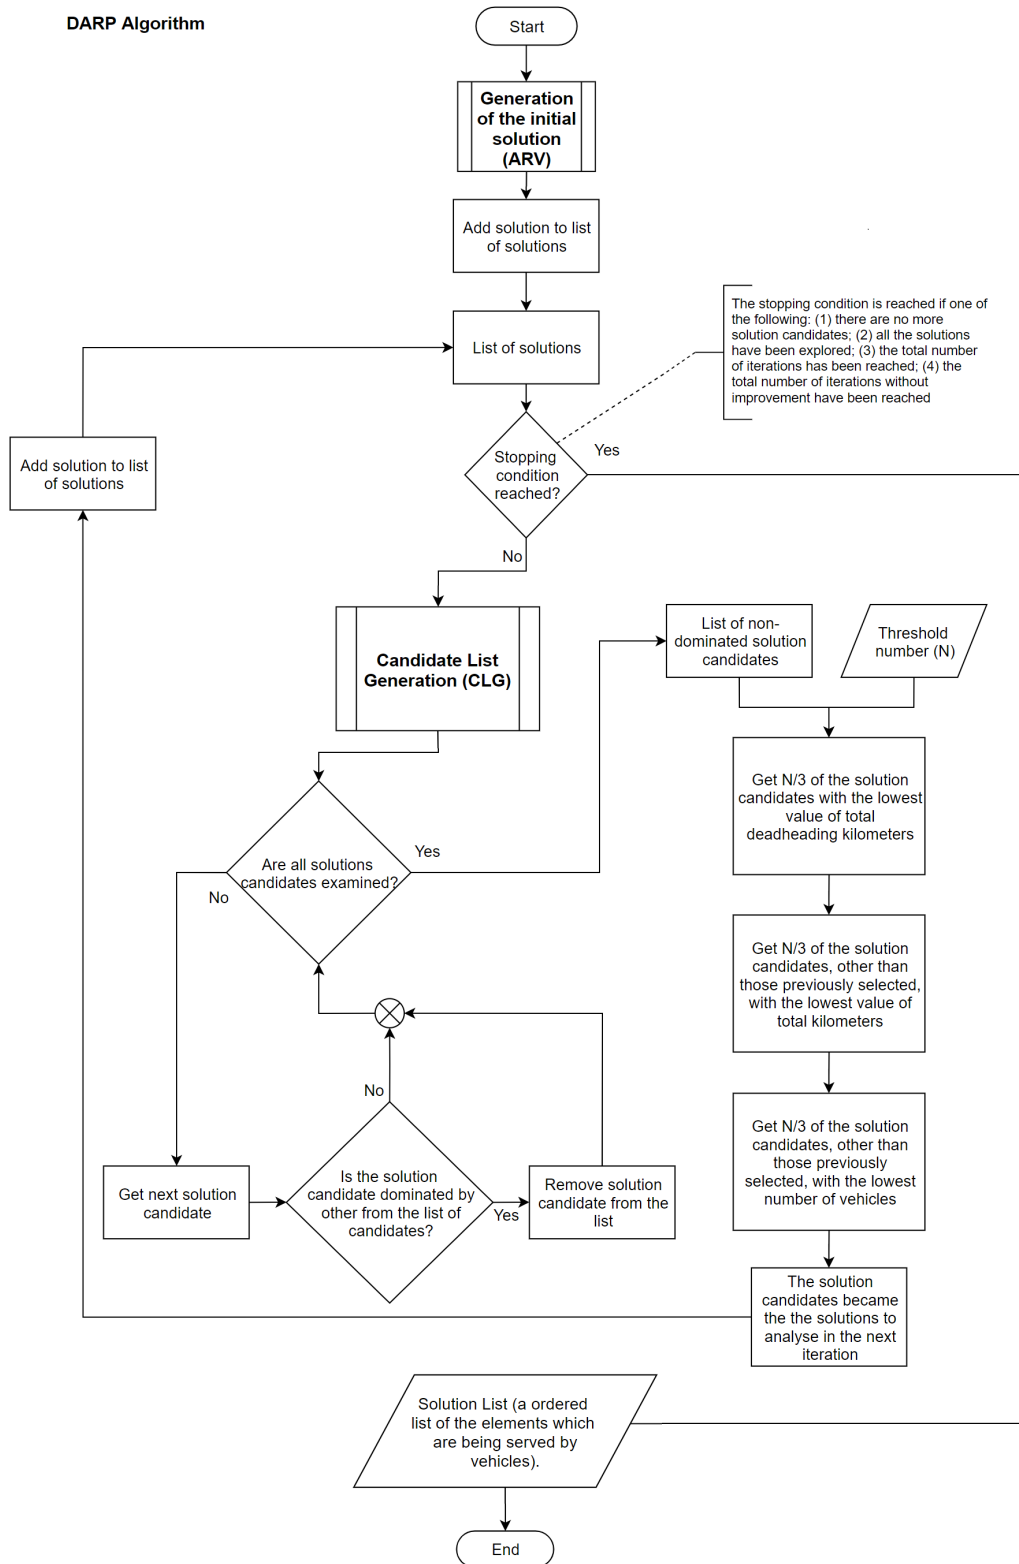 DARP Algorithm
Start
Generation
of the initial
solution
(ARV)
Add solution to list
of solutions
List of solutions
The stopping condition is reached if one of
the following: (1) there are no more
solution candidates; (2) all the solutions
have been explored; (3) the total number
of iterations has been reached; (4) the
total number of iterations without
improvement have been reached
Add solution to list
of solutions
Stopping
condition
reached?
Yes
No
Candidate List
Generation (CLG)
List of non-
dominated solution
candidates
Threshold
number (N)
Get N/3 of the solution
candidates with the lowest
value of total
deadheading kilometers
Are all solutions
candidates examined?
Yes
No
Get N/3 of the solution
candidates, other than
those previously selected,
with the lowest value of
total kilometers
No
Get next solution
candidate
Is the solution
candidate dominated by
other from the list of
candidates?
Yes
Remove solution
candidate from the
list
Get N/3 of the solution
candidates, other than
those previously
selected, with the lowest
number of vehicles
The solution
candidates became
the the solutions to
analyse in the next
iteration
Solution List (a ordered
list of the elements which
are being served by
vehicles).
End